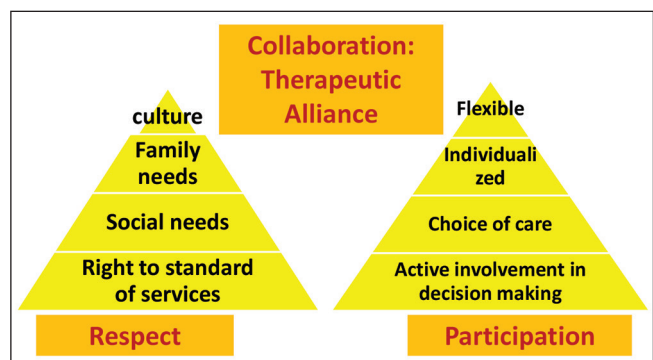 Collaboration:
Therapeutic
Alliance
culture
Family
needs
Social needs
Right to standard
of services
Respect
Flexible
Individuali
zed
Choice of care
Active involvement in
decision making
Participation